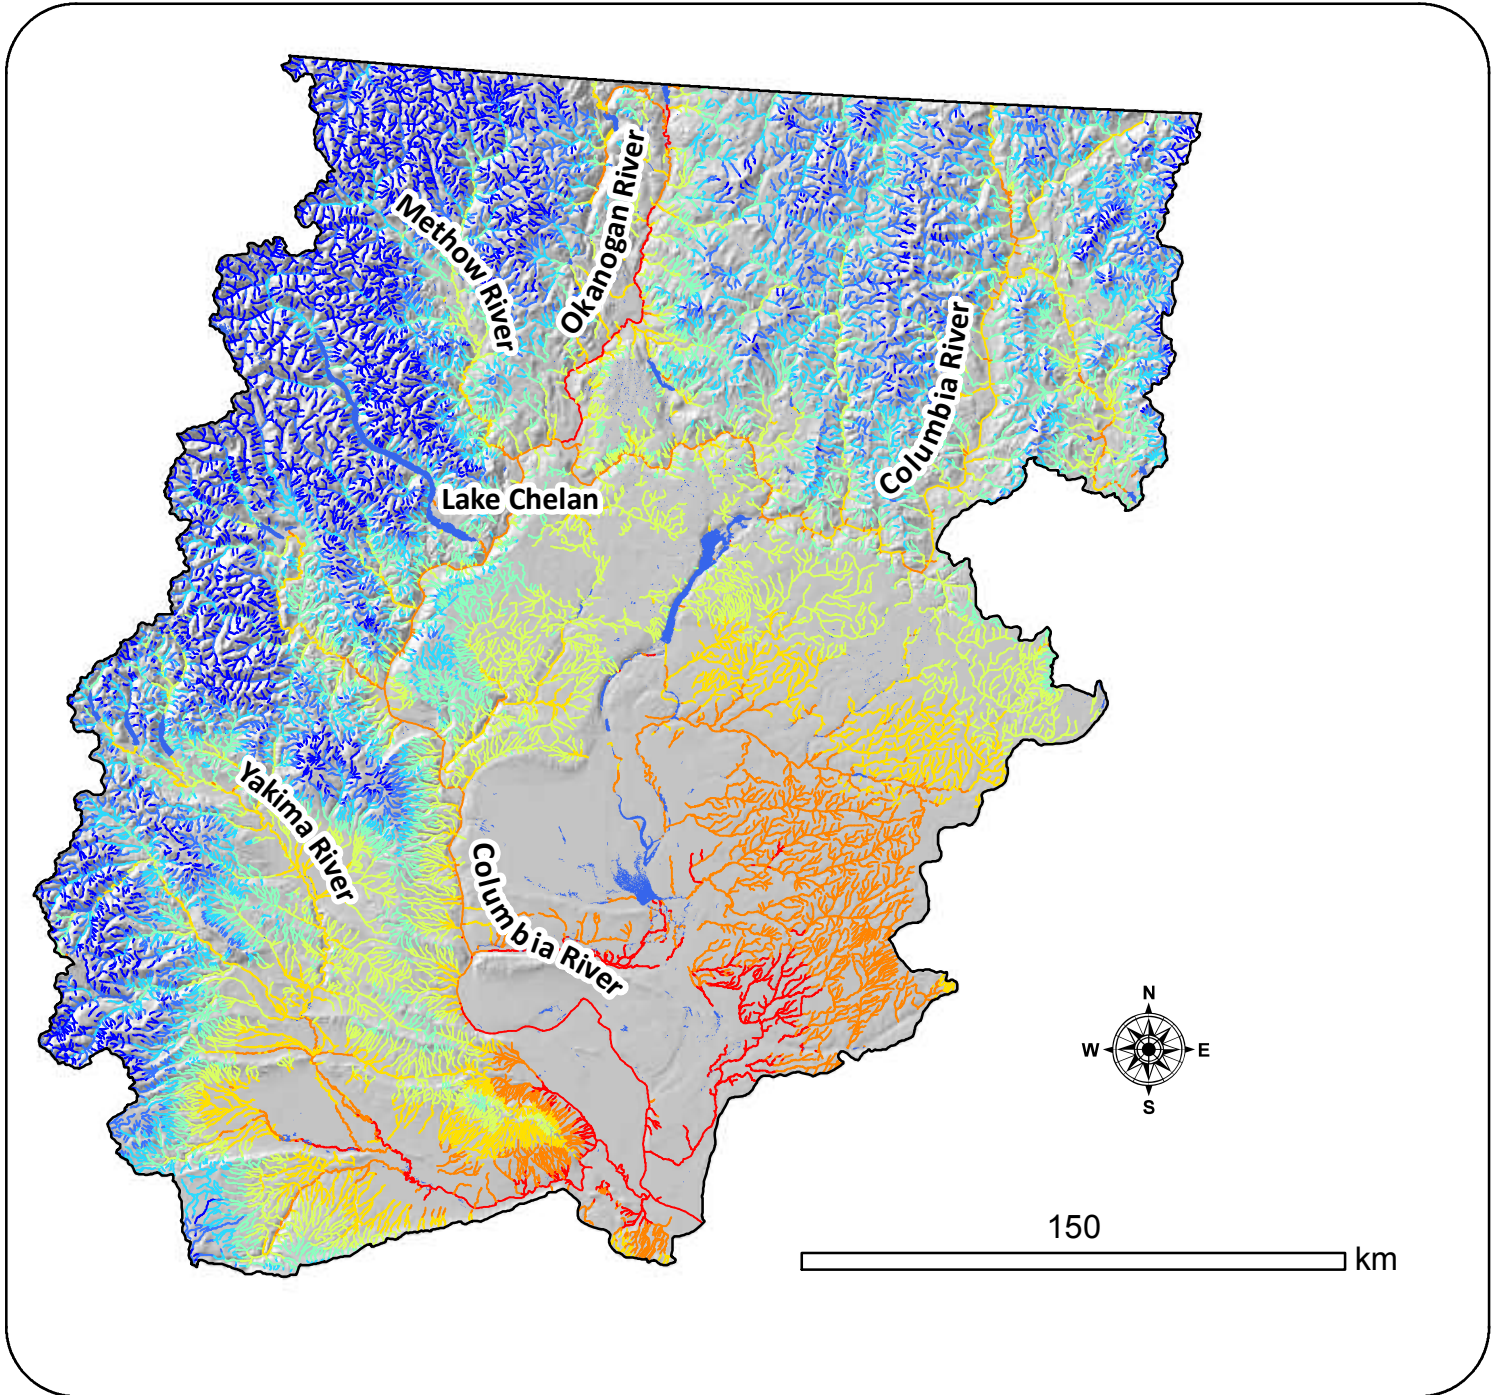 Methow River
Okanogan River
Columbia River
Lake Chelan
Yakima River
Columbia River
N
W
E
S
150
km